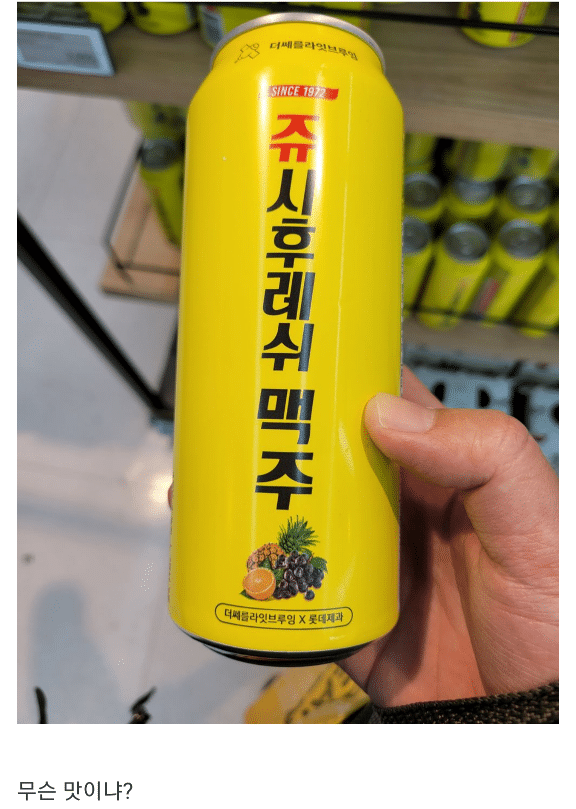 더쎄를라잇브루잉
SINCE 1972
쥬시후레쉬 맥주
더쎄를라잇브루잉 X 롯데제과
무슨 맛이냐?